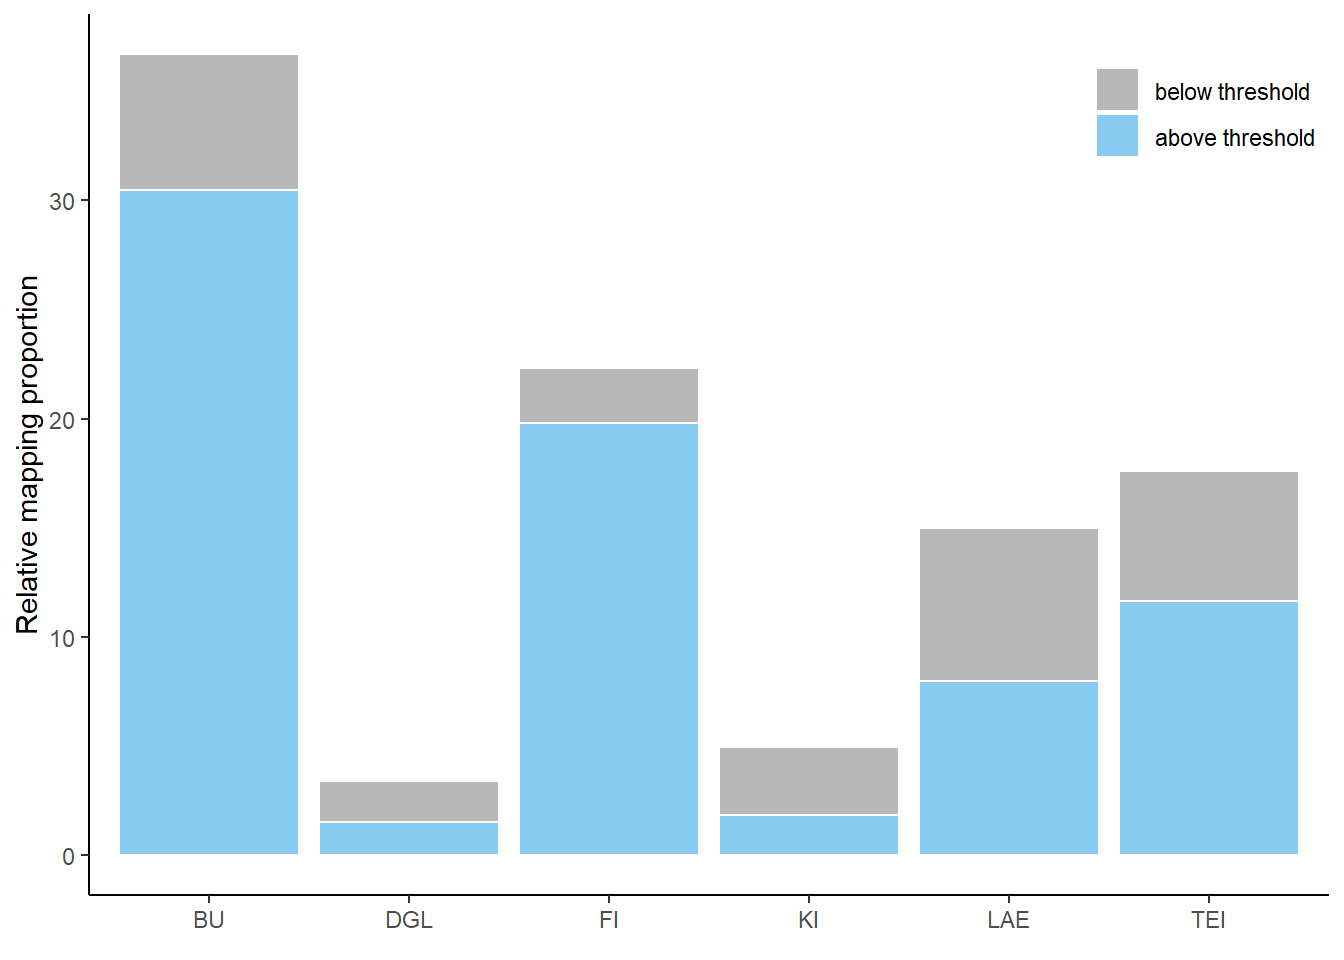 below threshold
above threshold
Relative mapping proportion
30
20
10
0
BU DGL FI KI LAE TEI